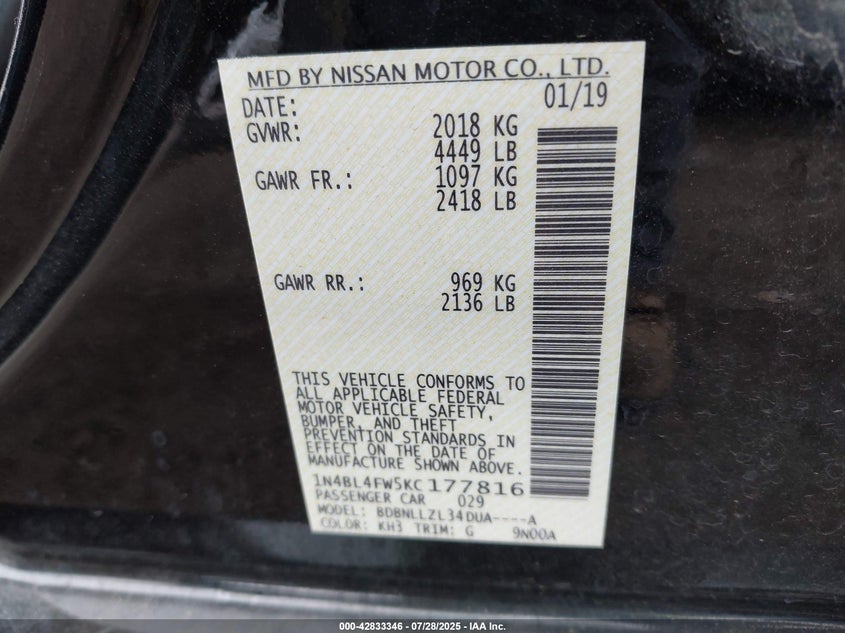 MFD BY NISSAN MOTOR CO., LTD.
DATE: 01/19
GVWR: 2018 KG
4449 LB
GAWR FR.: 1097 KG
2418 LB
GAWR RR.: 969 KG
2136 LB
THIS VEHICLE CONFORMS TO
ALL APPLICABLE FEDERAL
MOTOR VEHICLE SAFETY,
BUMPER, AND THEFT
PREVENTION STANDARDS IN
EFFECT ON THE DATE OF
MANUFACTURE SHOWN ABOVE.
1N4BL4FW5KC177816
PASSENGER CAR 029
MODEL: BDBNLLZL34DUA----A
COLOR: KH3 TRIM: G 9N00A
000-42833346 - 07/28/2025 - IAA Inc.